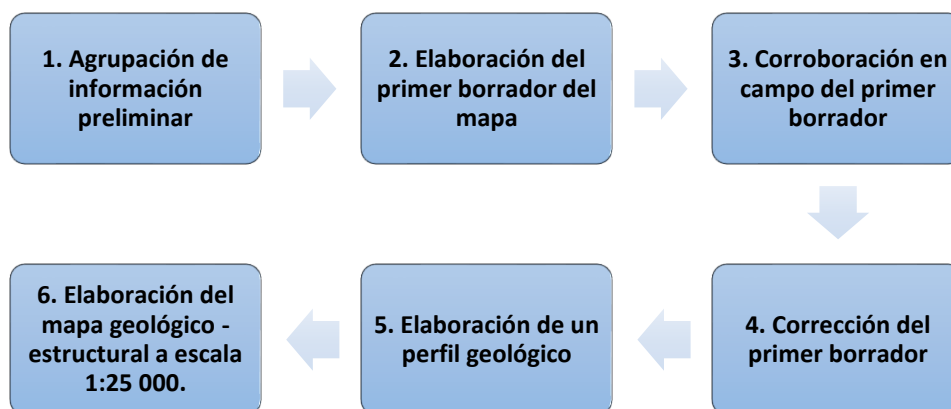 1. Agrupación de
información
preliminar
2. Elaboración del
primer borrador del
mapa
3. Corroboración en
campo del primer
borrador
4. Corrección del
primer borrador
5. Elaboración de un
perfil geológico
6. Elaboración del
mapa geológico -
estructural a escala
1:25 000.